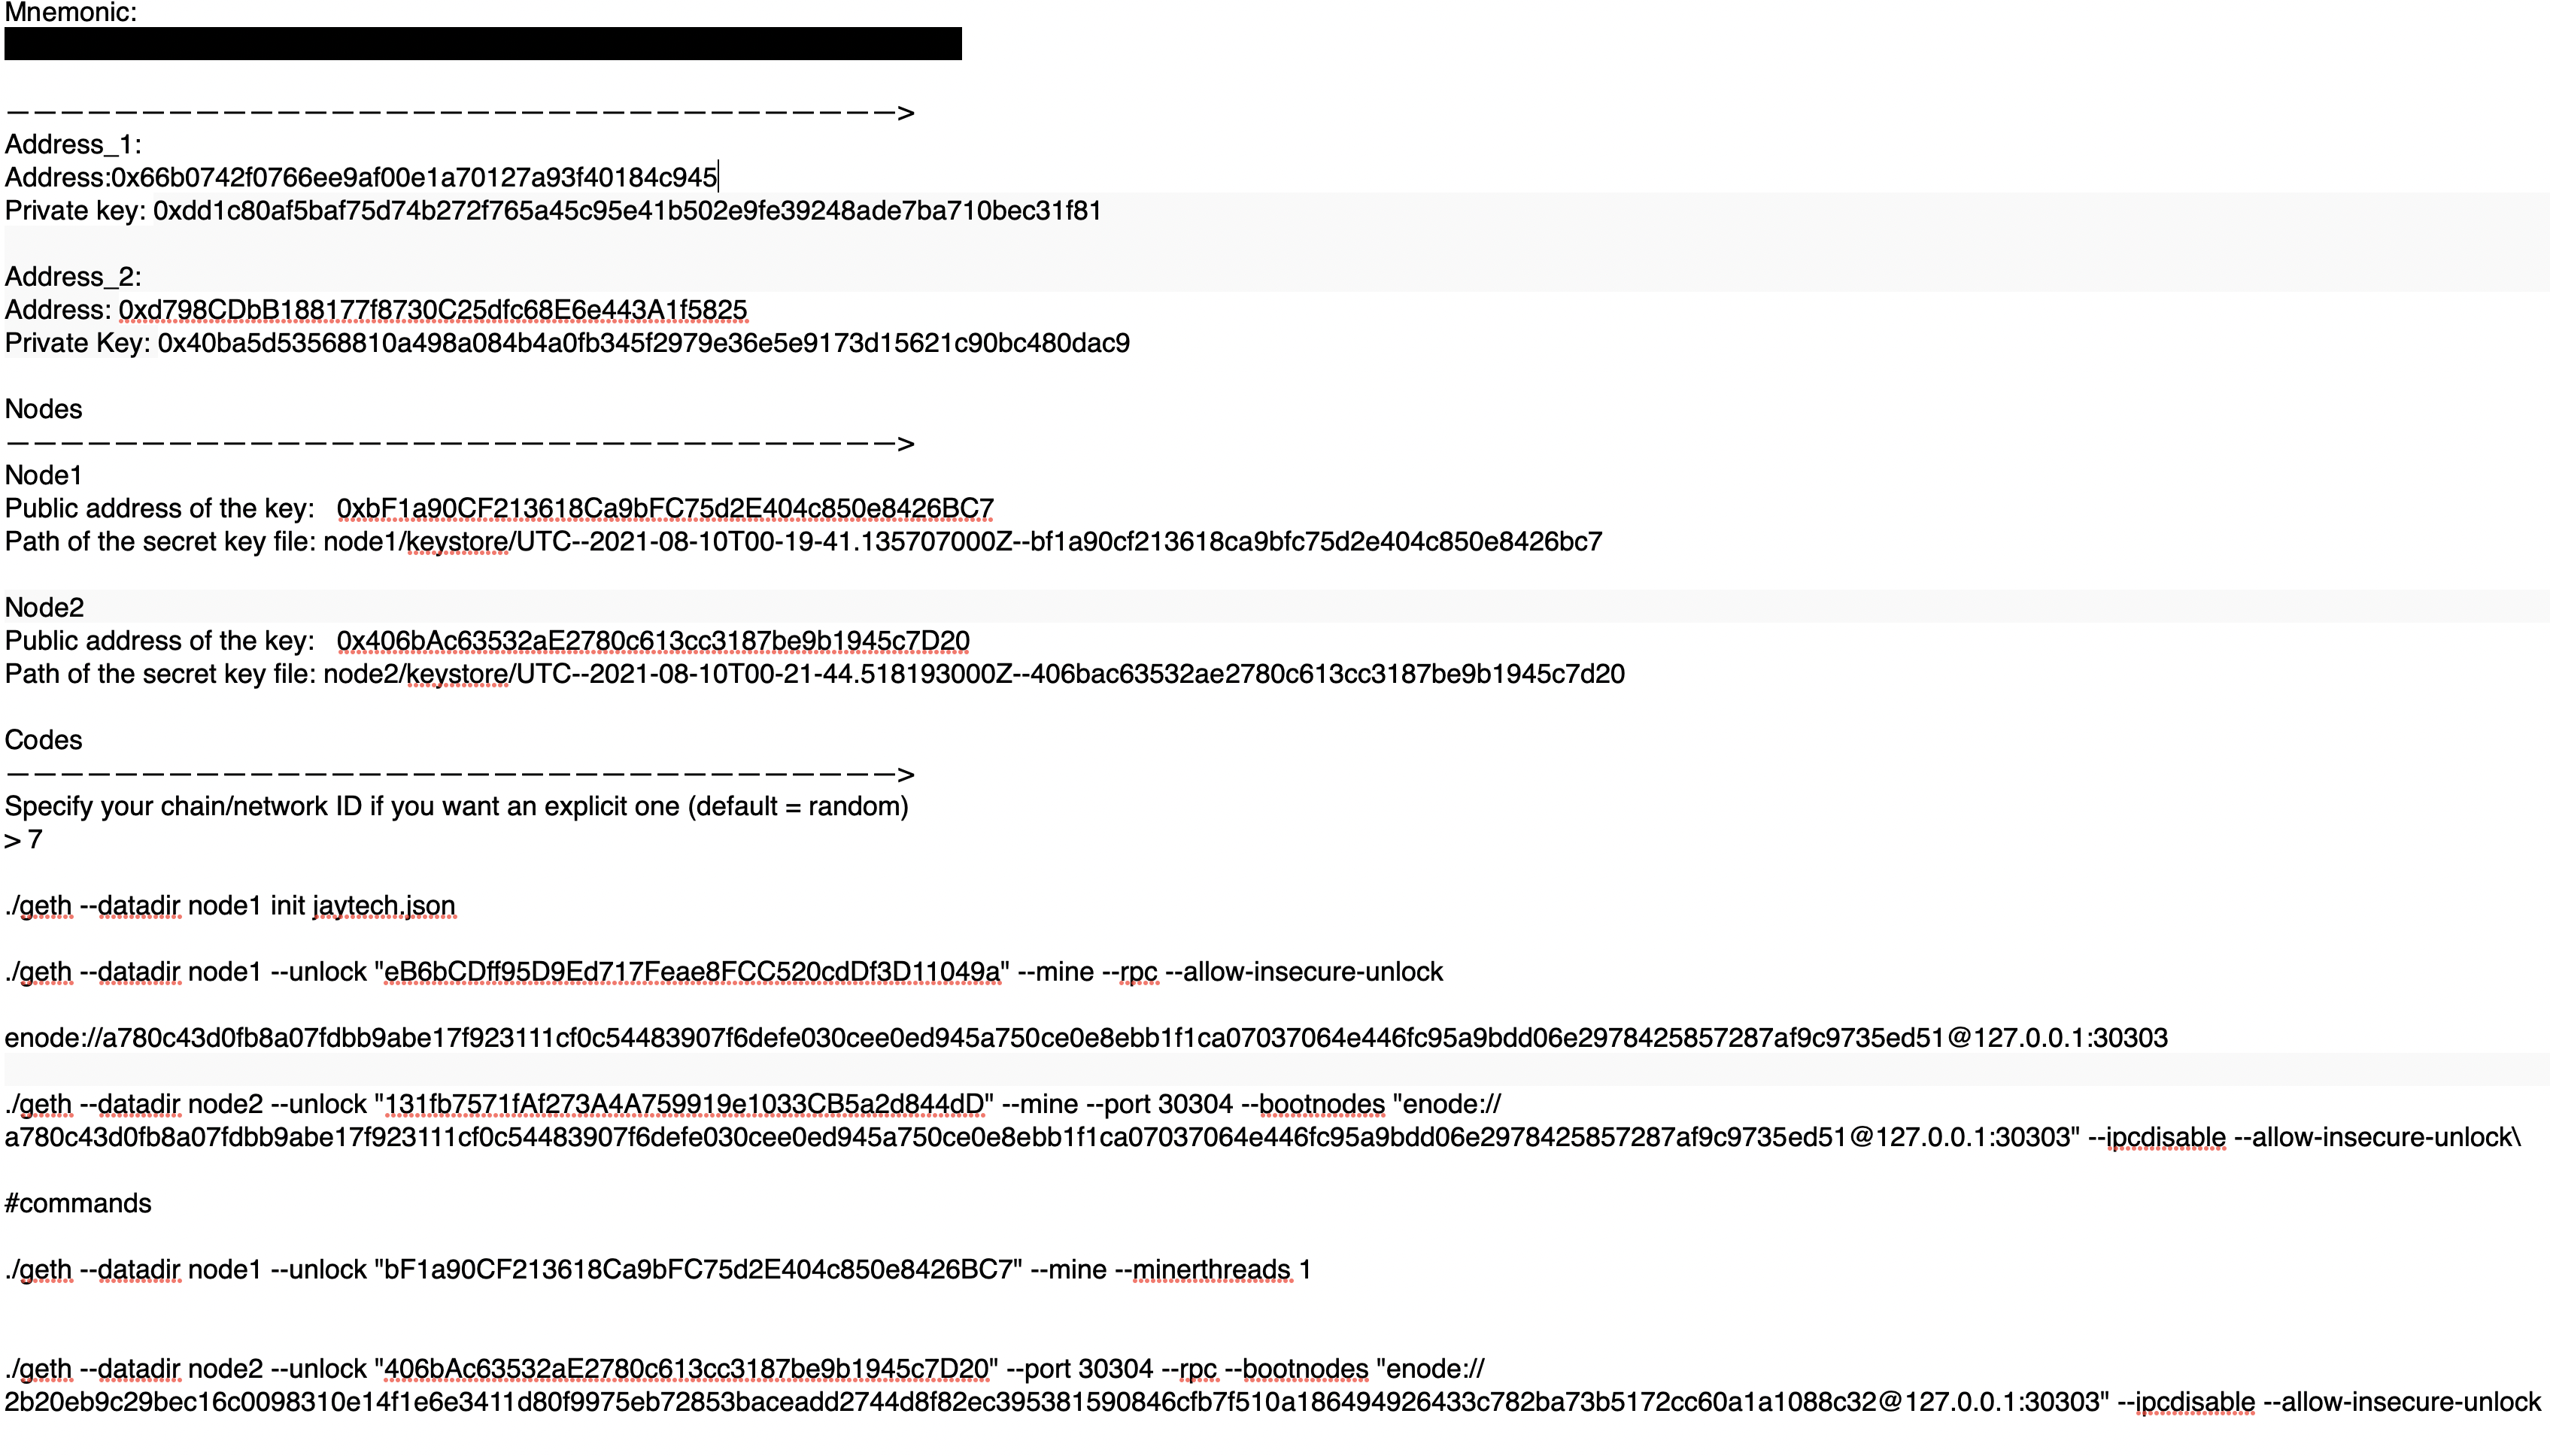 Mnemonic:
————————————————————————————————— >
Address_1:
Address:0x66b0742f0766ee9af00e1a70127a93f40184c945
Private key: 0xdd1c80af5baf75d74b272f765a45c95e41b502e9fe39248ade7ba710bec31f81
Address_2:
Address: 0xd798CDbB188177f8730C25dfc68E6e443A1f5825
Private Key: 0x40ba5d53568810a498a084b4a0fb345f2979e36e5e9173d15621c90bc480dac9
Nodes
————————————————————————————————— >
Node1
Public address of the key:   0xbF1a90CF213618Ca9bFC75d2E404c850e8426BC7
Path of the secret key file: node1/keystore/UTC--2021-08-10T00-19-41.135707000Z--bf1a90cf213618ca9bfc75d2e404c850e8426bc7
Node2
Public address of the key:   0x406bAc63532aE2780c613cc3187be9b1945c7D20
Path of the secret key file: node2/keystore/UTC--2021-08-10T00-21-44.518193000Z--406bac63532ae2780c613cc3187be9b1945c7d20
Codes
————————————————————————————————— >
Specify your chain/network ID if you want an explicit one (default = random)
> 7
./geth --datadir node1 init jaytech.json
./geth --datadir node1 --unlock "eB6bCDff95D9Ed717Feae8FCC520cdDf3D11049a" --mine --rpc --allow-insecure-unlock
enode://a780c43d0fb8a07fdbb9abe17f923111cf0c54483907f6defe030cee0ed945a750ce0e8ebb1f1ca07037064e446fc95a9bdd06e2978425857287af9c9735ed51@127.0.0.1:30303
./geth --datadir node2 --unlock "131fb7571fAf273A4A759919e1033CB5a2d844dD" --mine --port 30304 --bootnodes "enode://
a780c43d0fb8a07fdbb9abe17f923111cf0c54483907f6defe030cee0ed945a750ce0e8ebb1f1ca07037064e446fc95a9bdd06e2978425857287af9c9735ed51@127.0.0.1:30303" --ipcdisable --allow-insecure-unlock\
#commands
./geth --datadir node1 --unlock "bF1a90CF213618Ca9bFC75d2E404c850e8426BC7" --mine --minerthreads 1
./geth --datadir node2 --unlock "406bAc63532aE2780c613cc3187be9b1945c7D20" --port 30304 --rpc --bootnodes "enode://
2b20eb9c29bec16c0098310e14f1e6e3411d80f9975eb72853baceadd2744d8f82ec395381590846cfb7f510a186494926433c782ba73b5172cc60a1a1088c32@127.0.0.1:30303" --ipcdisable --allow-insecure-unlock